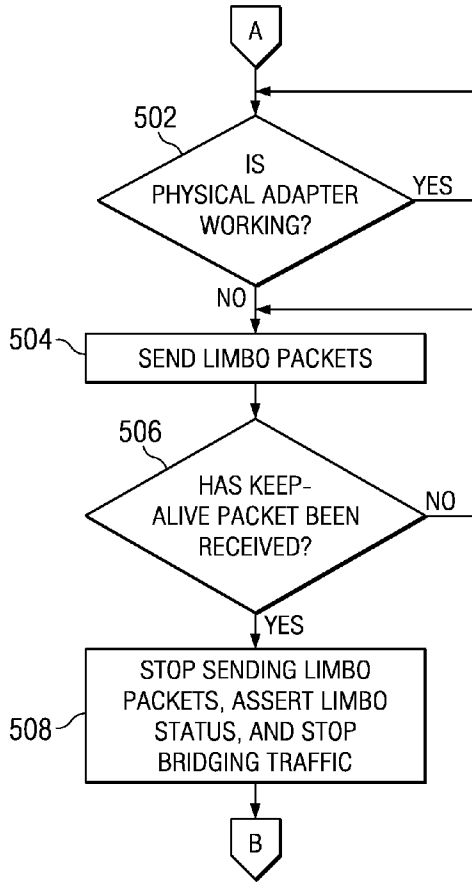 A
502
IS
PHYSICAL ADAPTER
WORKING?
YES
NO
504
SEND LIMBO PACKETS
506
HAS KEEP-
ALIVE PACKET BEEN
RECEIVED?
NO
YES
508
STOP SENDING LIMBO
PACKETS, ASSERT LIMBO
STATUS, AND STOP
BRIDGING TRAFFIC
B